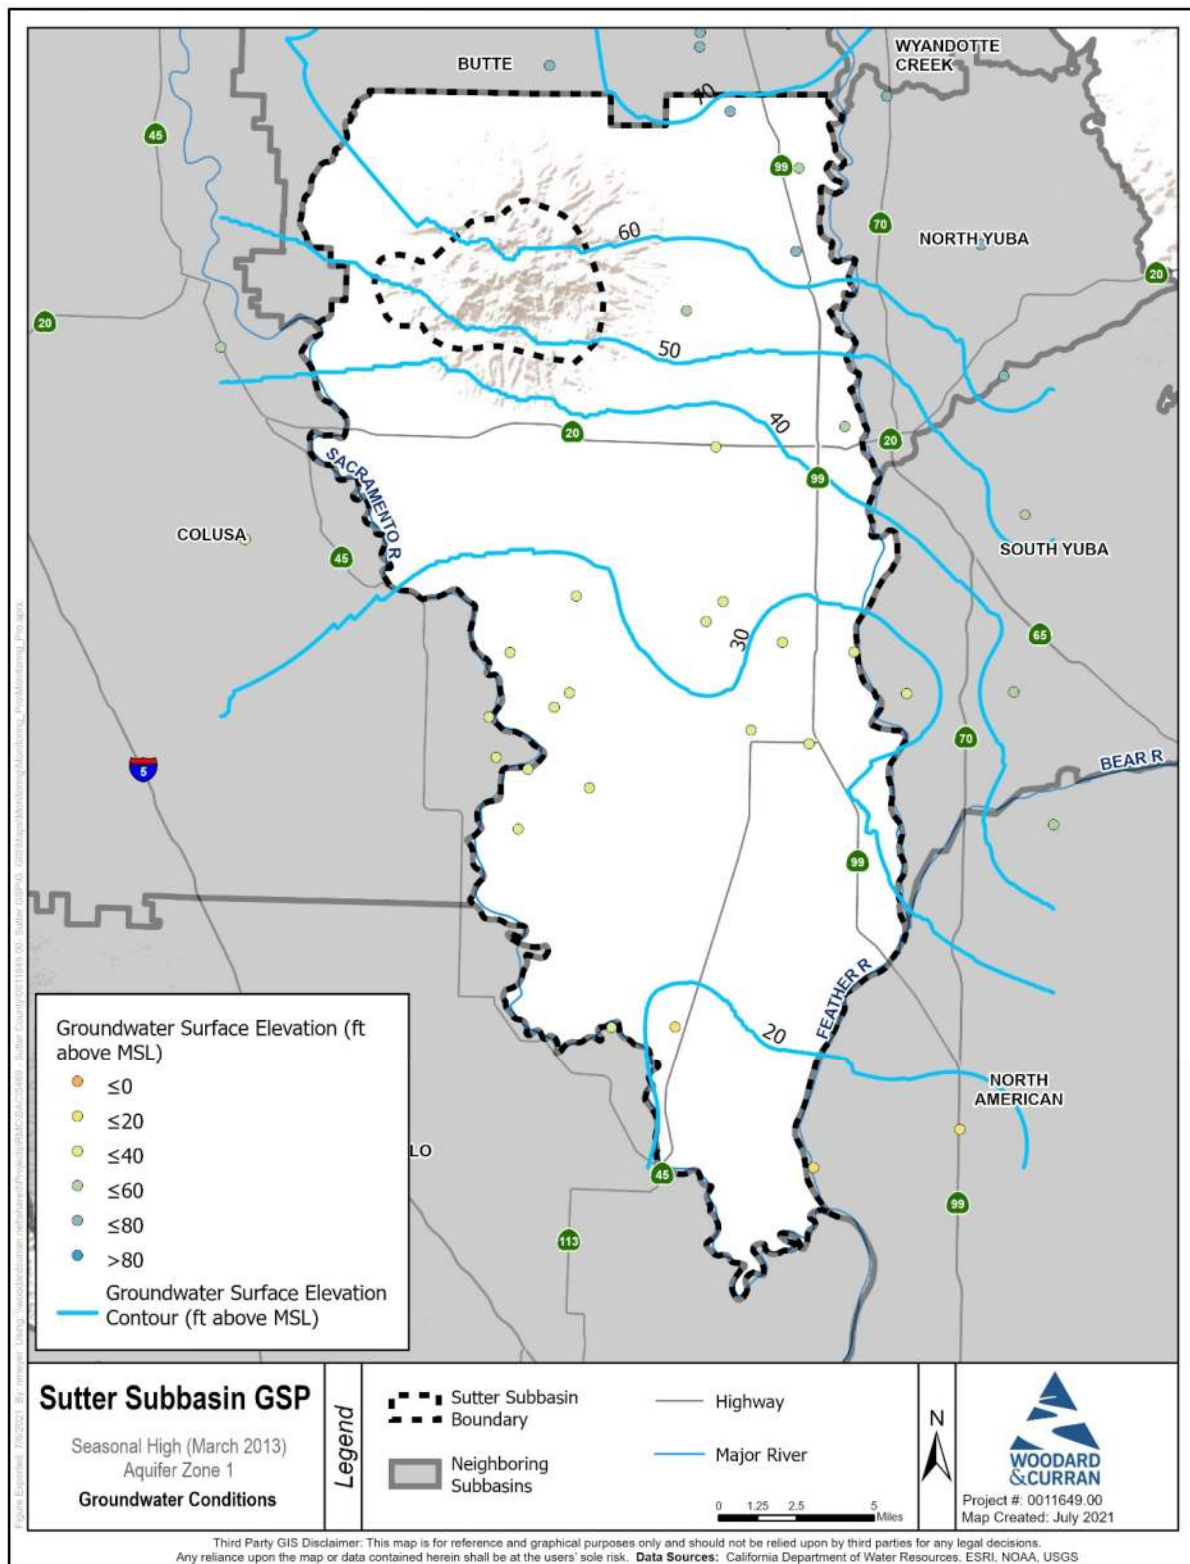 BUTTE
WYANDOTTE
CREEK
70
45
99
70
NORTH YUBA
60
20
20
50
40
20
20
99
SACRAMENTO R
COLUSA
45
SOUTH YUBA
30
65
5
70
BEAR R
99
FEATHER R
20
NORTH
AMERICAN
LO
45
99
113
Groundwater Surface Elevation (ft
above MSL)
≤0
≤20
≤40
≤60
≤80
>80
Groundwater Surface Elevation
Contour (ft above MSL)
Sutter Subbasin GSP
Seasonal High (March 2013)
Aquifer Zone 1
Groundwater Conditions
Legend
Sutter Subbasin
Boundary
Neighboring
Subbasins
Highway
Major River
0 1.25 2.5 5
Miles
N
WOODARD
&CURRAN
Project #: 0011649.00
Map Created: July 2021
Third Party GIS Disclaimer: This map is for reference and graphical purposes only and should not be relied upon by third parties for any legal decisions.
Any reliance upon the map or data contained herein shall be at the users' sole risk. Data Sources: California Department of Water Resources, ESRI, NOAA, USGS
Figure Exported: 7/6/2021 By: